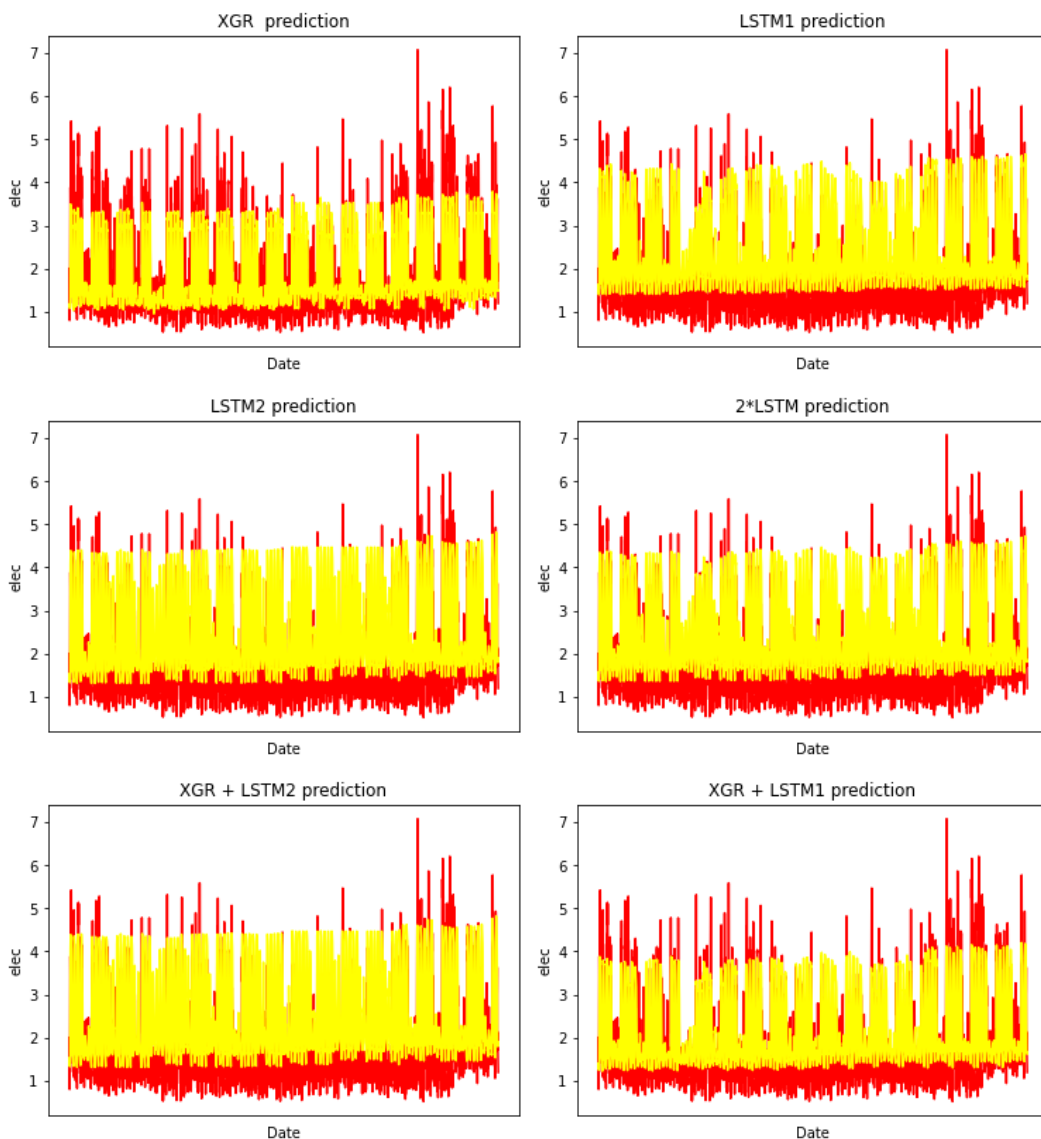 XGR prediction
7
6
5
4
3
2
1
elec
Date
LSTM1 prediction
7
6
5
4
3
2
1
elec
Date
LSTM2 prediction
7
6
5
4
3
2
1
elec
Date
2*LSTM prediction
7
6
5
4
3
2
1
elec
Date
XGR + LSTM2 prediction
7
6
5
4
3
2
1
elec
Date
XGR + LSTM1 prediction
7
6
5
4
3
2
1
elec
Date